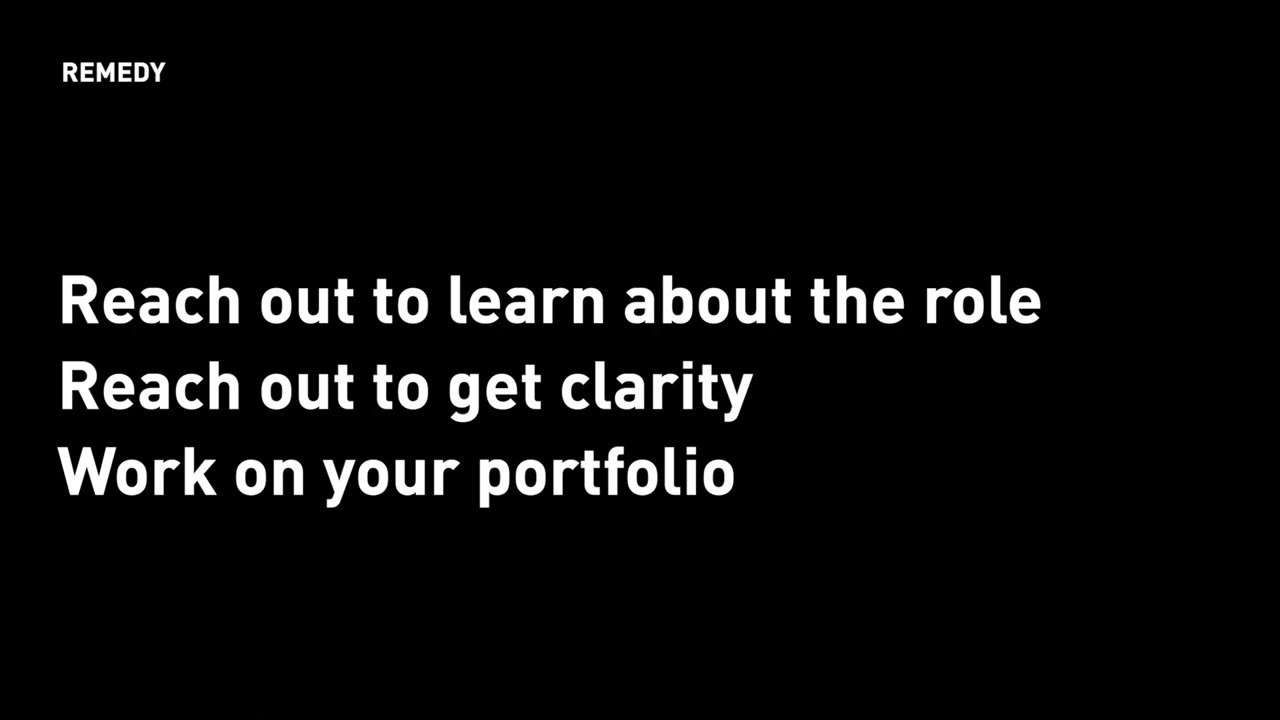 REMEDY
Reach out to learn about the role
Reach out to get clarity
Work on your portfolio